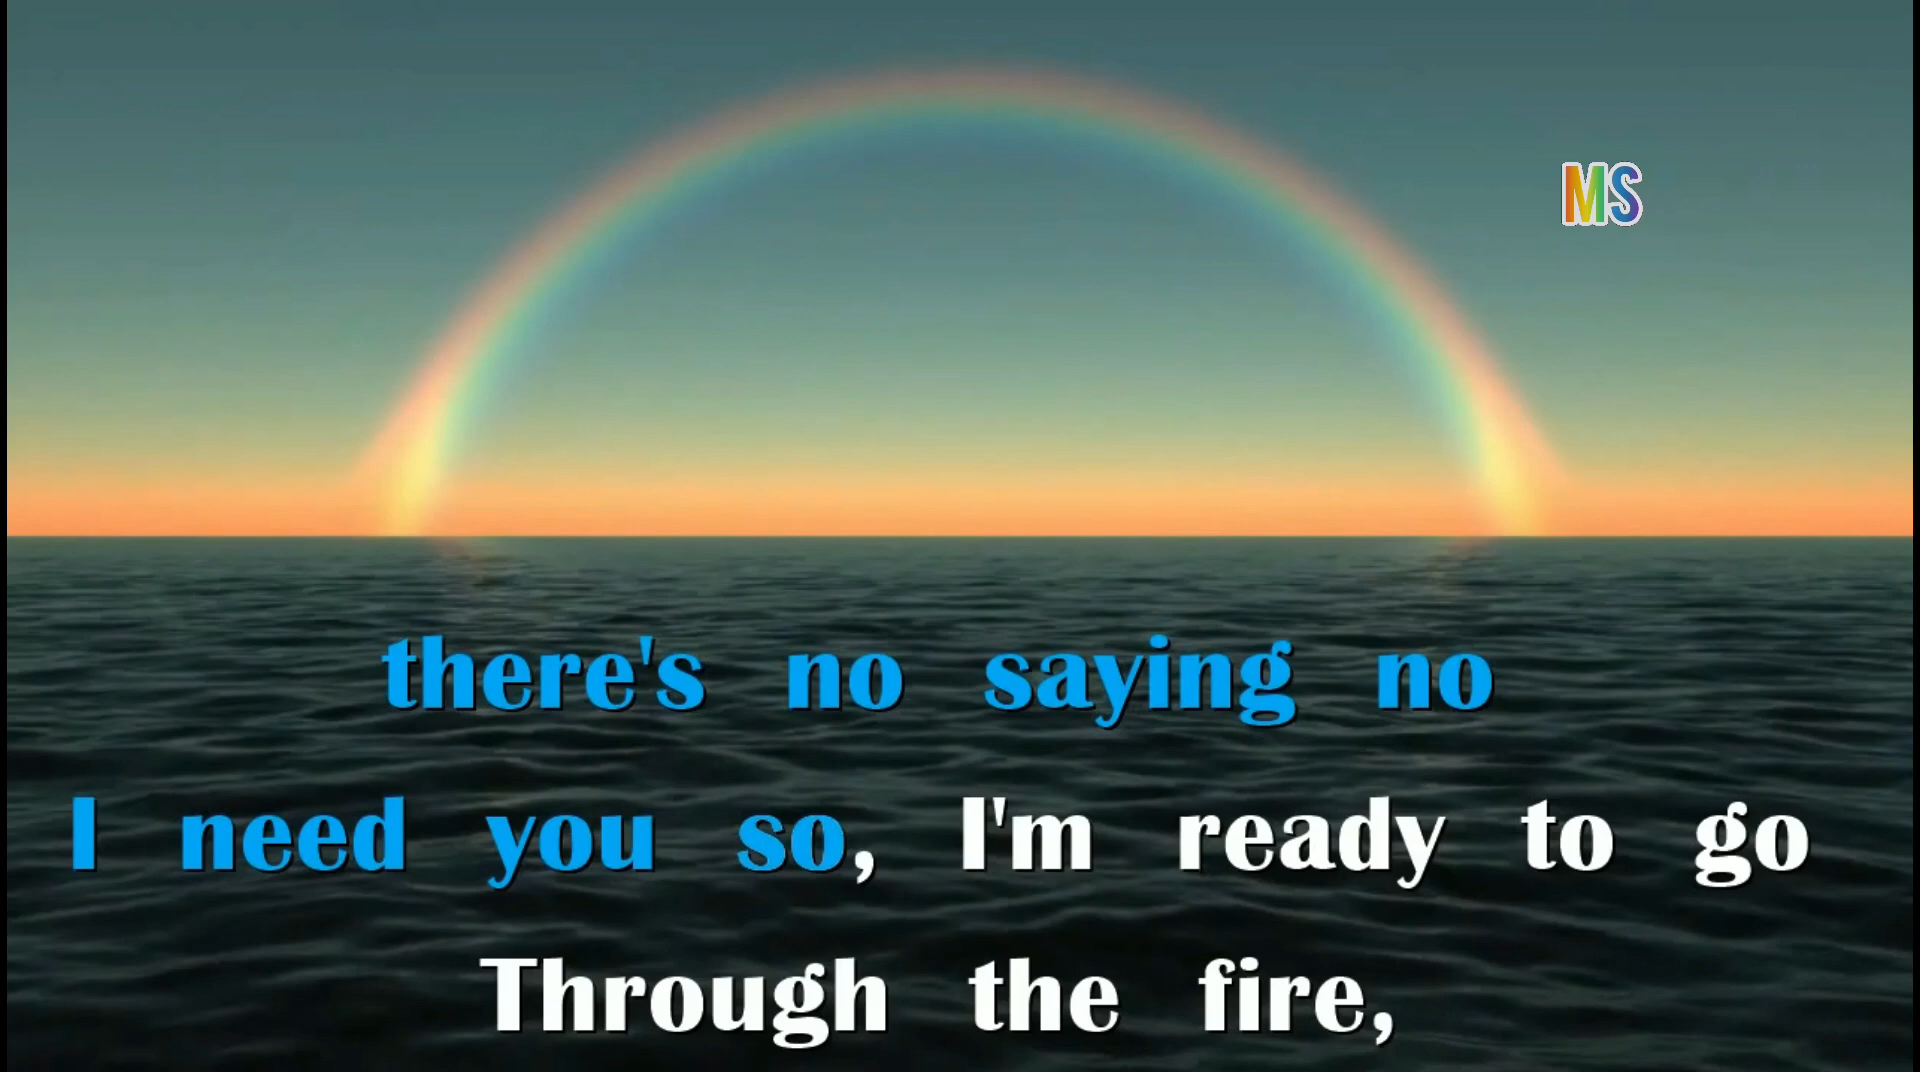 MS
there's no saying no
I need you so, I'm ready to go
Through the fire,